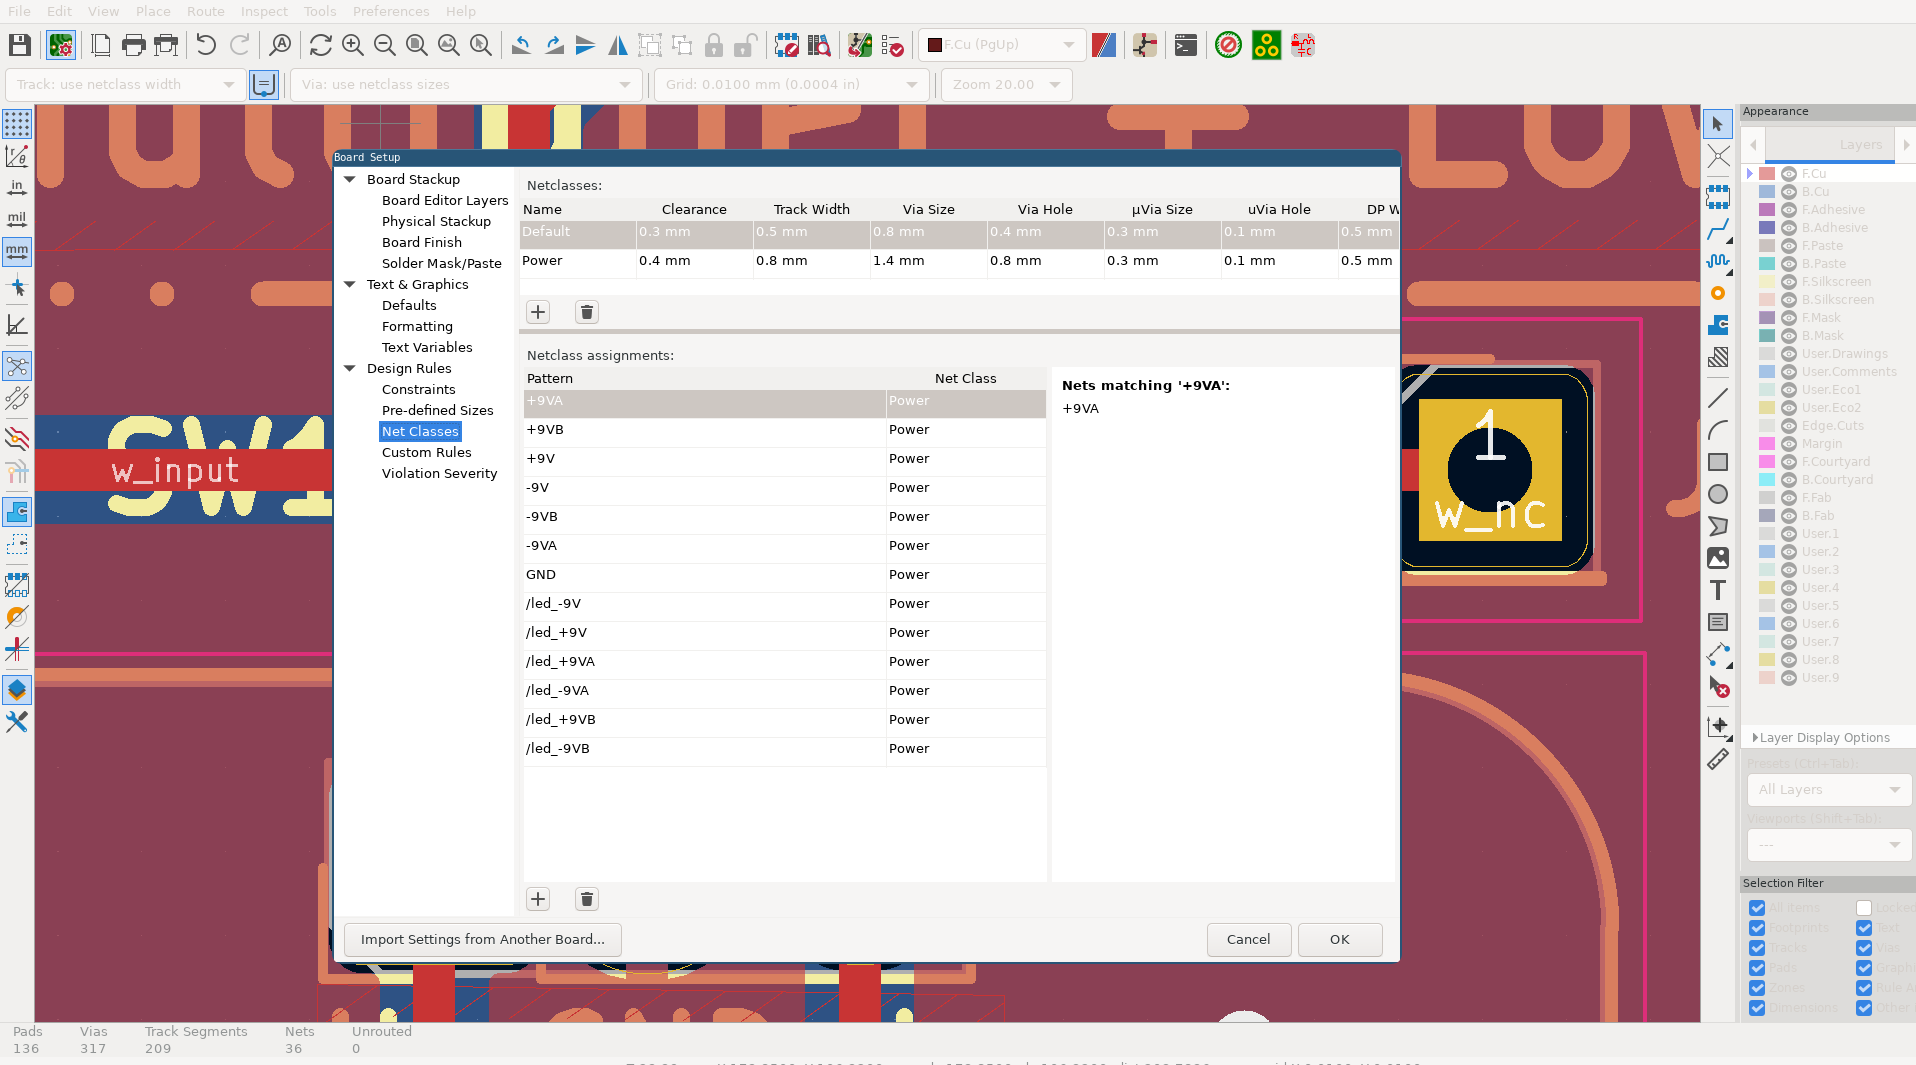 File Edit View Place Route Inspect Tools Preferences Help
F.Cu (PgUp)
Track: use netclass width
Via: use netclass sizes
Grid: 0.0100 mm (0.0004 in)
Zoom 20.00
in
mil
mm
Appearance
Layers
F.Cu
B.Cu
F.Adhesive
B.Adhesive
F.Paste
B.Paste
F.Silkscreen
B.Silkscreen
F.Mask
B.Mask
User.Drawings
User.Comments
User.Eco1
User.Eco2
Edge.Cuts
Margin
F.Courtyard
B.Courtyard
F.Fab
B.Fab
User.1
User.2
User.3
User.4
User.5
User.6
User.7
User.8
User.9
Layer Display Options
Presets (Ctrl+Tab):
All Layers
Viewports (Shift+Tab):
---
Selection Filter
All items Locked
Footprints Text
Tracks Vias
Pads Graph
Zones Rule A
Dimensions Other
Board Setup
Board Stackup
Board Editor Layers
Physical Stackup
Board Finish
Solder Mask/Paste
Text & Graphics
Defaults
Formatting
Text Variables
Design Rules
Constraints
Pre-defined Sizes
Net Classes
Custom Rules
Violation Severity
Netclasses:
Name Clearance Track Width Via Size Via Hole µVia Size uVia Hole DP W
Default 0.3 mm 0.5 mm 0.8 mm 0.4 mm 0.3 mm 0.1 mm 0.5 mm
Power 0.4 mm 0.8 mm 1.4 mm 0.8 mm 0.3 mm 0.1 mm 0.5 mm
Netclass assignments:
Pattern Net Class
+9VA Power
+9VB Power
+9V Power
-9V Power
-9VB Power
-9VA Power
GND Power
/led_-9V Power
/led_+9V Power
/led_+9VA Power
/led_-9VA Power
/led_+9VB Power
/led_-9VB Power
Nets matching '+9VA':
+9VA
Import Settings from Another Board...
Cancel
OK
SW1
w_input
1
w_nc
Pads Vias Track Segments Nets Unrouted
136 317 209 36 0